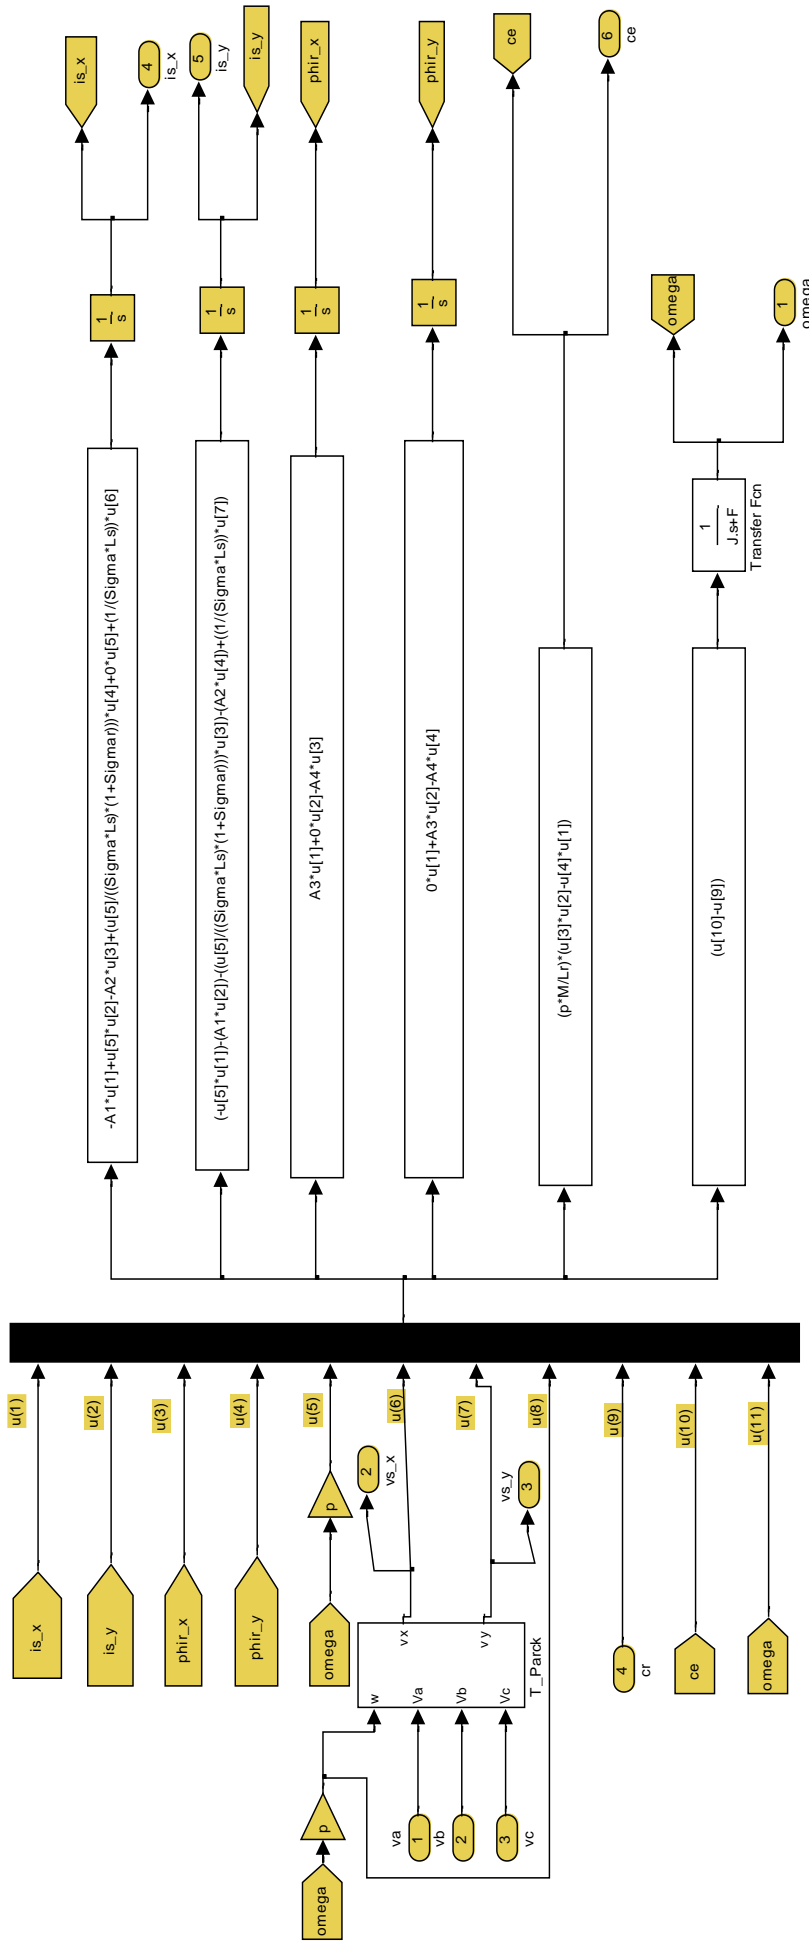 is_x
is_y
phir_x
phir_y
omega
p
omega
p
w
Va
Vb
Vc
v x
v y
T_Parck
1
va
2
vb
3
vc
2
vs_x
3
vs_y
4
cr
ce
omega
u(1)
u(2)
u(3)
u(4)
u(5)
u(6)
u(7)
u(8)
u(9)
u(10)
u(11)
-A1*u[1]+u[5]*u[2]-A2*u[3]+(u[5]/((Sigma*Ls)*(1+Sigmar)))*u[4]+0*u[5]+(1/(Sigma*Ls))*u[6]
(-u[5]*u[1])-(A1*u[2])-((u[5]/((Sigma*Ls)*(1+Sigmar)))*u[3])-(A2*u[4])+((1/(Sigma*Ls))*u[7])
A3*u[1]+0*u[2]-A4*u[3]
0*u[1]+A3*u[2]-A4*u[4]
(p*M/Lr)*(u[3]*u[2]-u[4]*u[1])
(u[10]-u[9])
1
s
1
s
1
s
1
s
1
J.s+F
Transfer Fcn
is_x
4
is_x
5
is_y
is_y
phir_x
phir_y
ce
6
ce
omega
1
omega